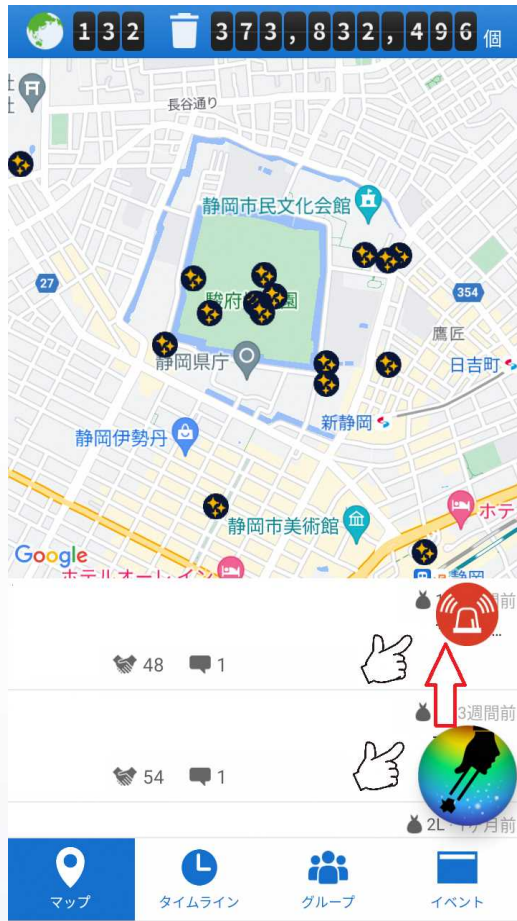 132 373,832,496 個
長谷通り
静岡市民文化会館
27
354
駿府
園
鷹匠
静岡県庁
日吉町
新静岡
静岡伊勢丹
静岡市美術館
ホテ
Google
ホテルオーレイン
静岡
前
48 1
3週間前
54 1
2L
月前
マップ タイムライン グループ イベント